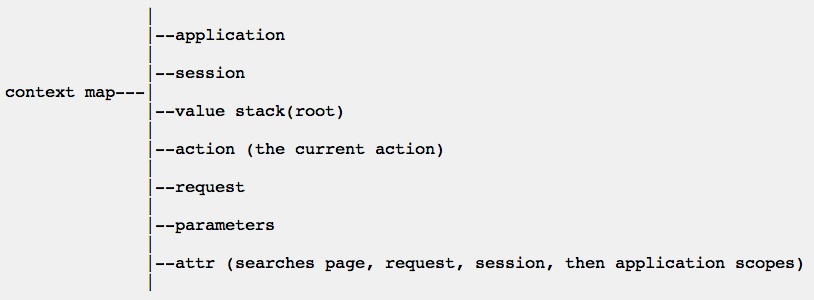 |--application
|--session
context map---|
|--value stack(root)
|--action (the current action)
|--request
|--parameters
|--attr (searches page, request, session, then application scopes)